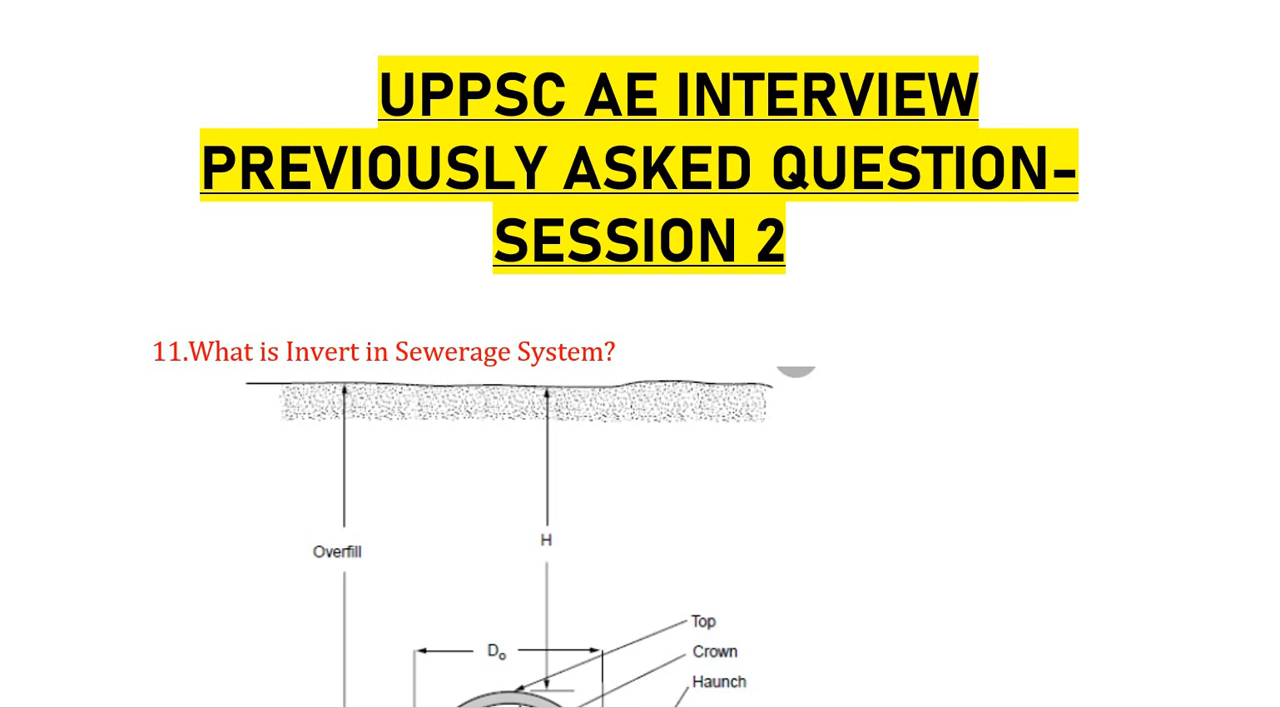 UPPSC AE INTERVIEW
PREVIOUSLY ASKED QUESTION-
SESSION 2
11.What is Invert in Sewerage System?
Overfill
H
Top
Do
Crown
Haunch